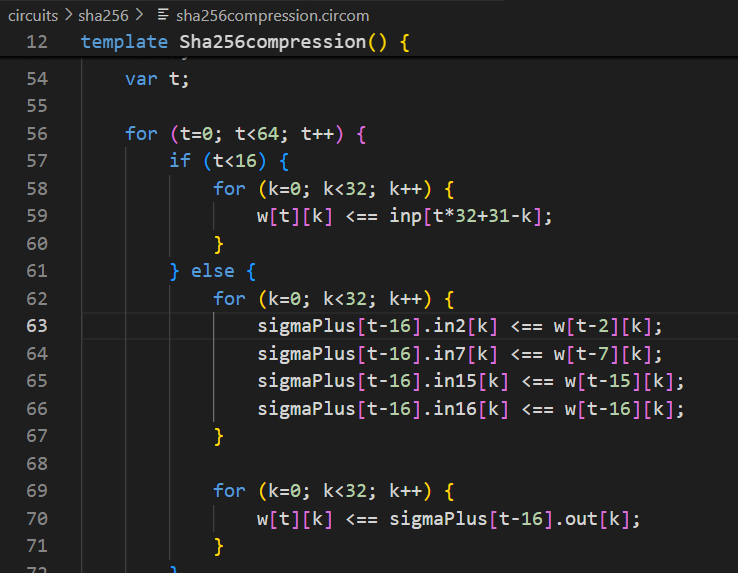 circuits > sha256 > sha256compression.circom
12 template Sha256compression() {
54 var t;
55
56 for (t=0; t<64; t++) {
57 if (t<16) {
58 for (k=0; k<32; k++) {
59 w[t][k] <== inp[t*32+31-k];
60 }
61 } else {
62 for (k=0; k<32; k++) {
63 sigmaPlus[t-16].in2[k] <== w[t-2][k];
64 sigmaPlus[t-16].in7[k] <== w[t-7][k];
65 sigmaPlus[t-16].in15[k] <== w[t-15][k];
66 sigmaPlus[t-16].in16[k] <== w[t-16][k];
67 }
68
69 for (k=0; k<32; k++) {
70 w[t][k] <== sigmaPlus[t-16].out[k];
71 }